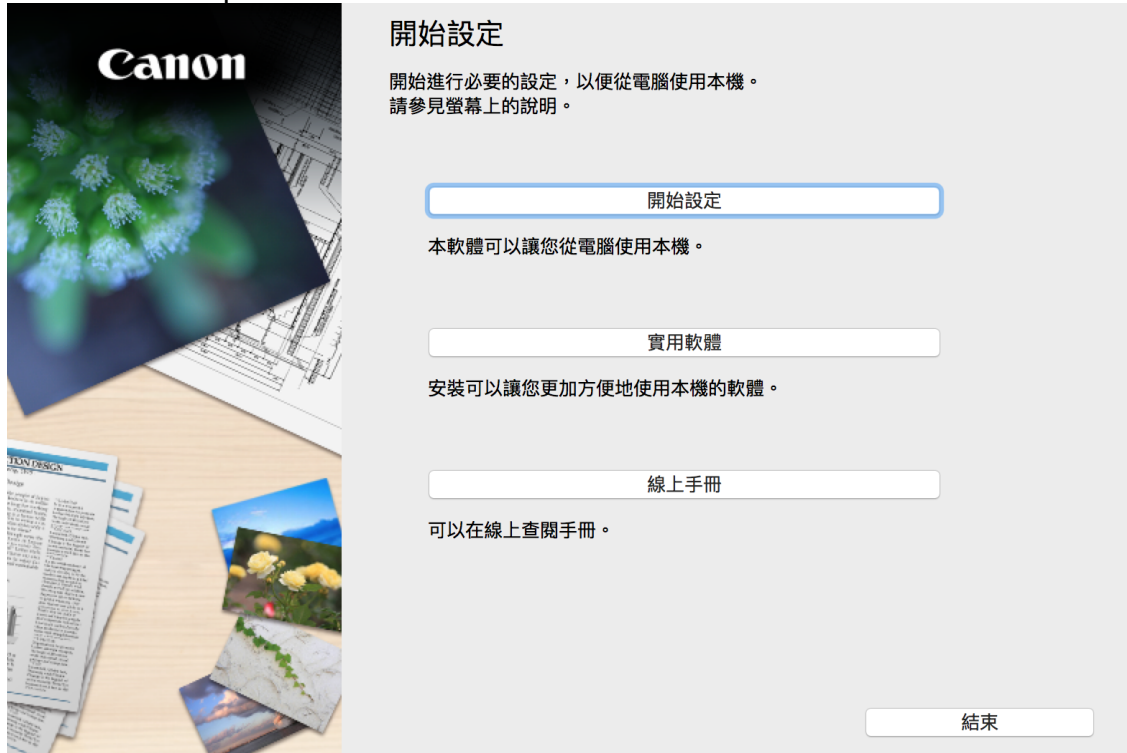 Canon
開始設定
開始進行必要的設定，以便從電腦使用本機。
請參見螢幕上的說明。
開始設定
本軟體可以讓您從電腦使用本機。
實用軟體
安裝可以讓您更加方便地使用本機的軟體。
線上手冊
可以在線上查閱手冊。
TION DESIGN
結束